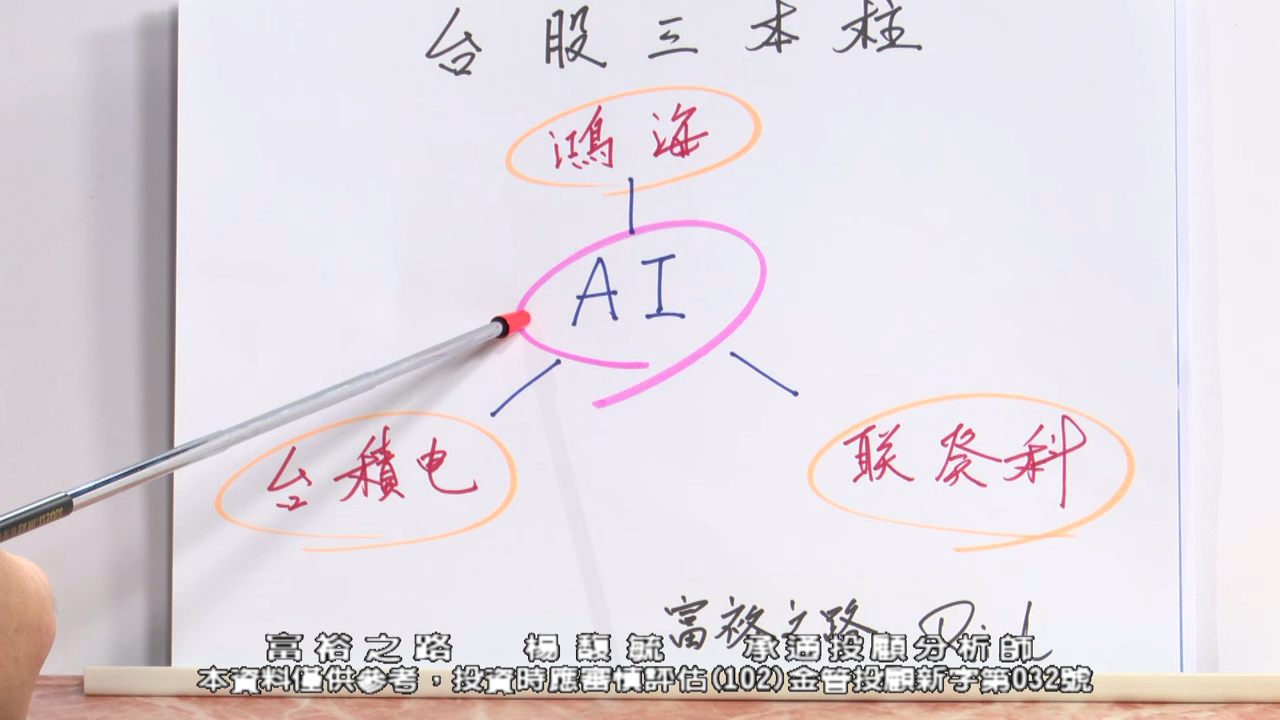 台股三本柱
鴻海
AI
台積电
联發科
富裕之路 Rich
富裕之路 楊馥毓 承通投顧分析師
本資料僅供參考，投資時應審慎評估(102)金管投顧新字第032號